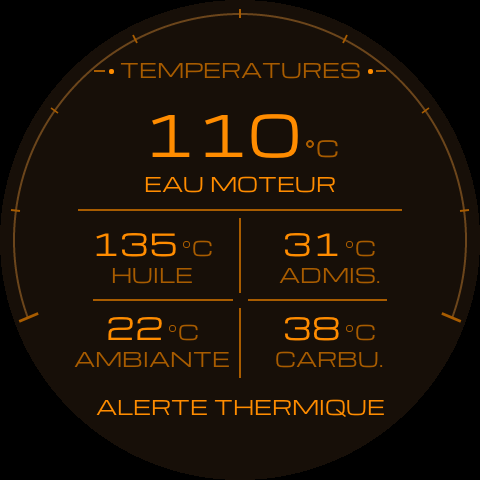 TEMPERATURES
110 °C
EAU MOTEUR
135 °C 31 °C
HUILE ADMIS.
22 °C 38 °C
AMBIANTE CARBU.
ALERTE THERMIQUE